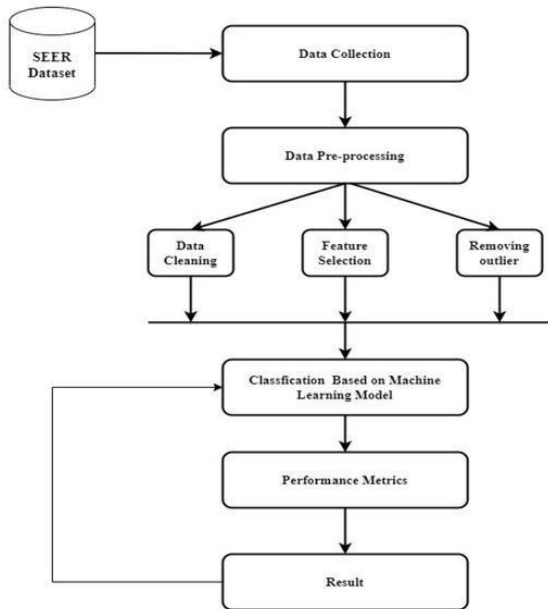 SEER
Dataset
Data Collection
Data Pre-processing
Data
Cleaning
Feature
Selection
Removing
outlier
Classfication Based on Machine
Learning Model
Performance Metrics
Result